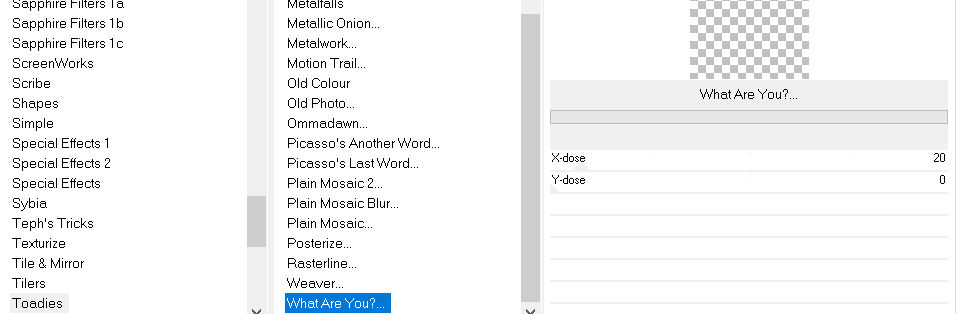 Sapphire Filters 1a
Sapphire Filters 1b
Sapphire Filters 1c
ScreenWorks
Scribe
Shapes
Simple
Special Effects 1
Special Effects 2
Special Effects
Sybia
Teph's Tricks
Texturize
Tile & Mirror
Tilers
Toadies
Metalfalls
Metallic Onion...
Metalwork...
Motion Trail...
Old Colour
Old Photo...
Ommadawn...
Picasso's Another Word...
Picasso's Last Word...
Plain Mosaic 2...
Plain Mosaic Blur...
Plain Mosaic...
Posterize...
Rasterline...
Weaver...
What Are You?...
What Are You?...
X-dose 20
Y-dose 0